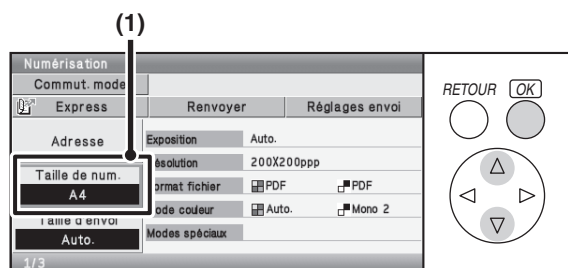 (1)
Numérisation
Commut. mode
Express Renvoyer Réglages envoi
Adresse
Exposition Auto.
Résolution 200X200ppp
Taille de num.
A4
Format fichier PDF PDF
Mode couleur Auto. Mono 2
Taille d'envoi
Auto.
Modes spéciaux
1/3
RETOUR OK